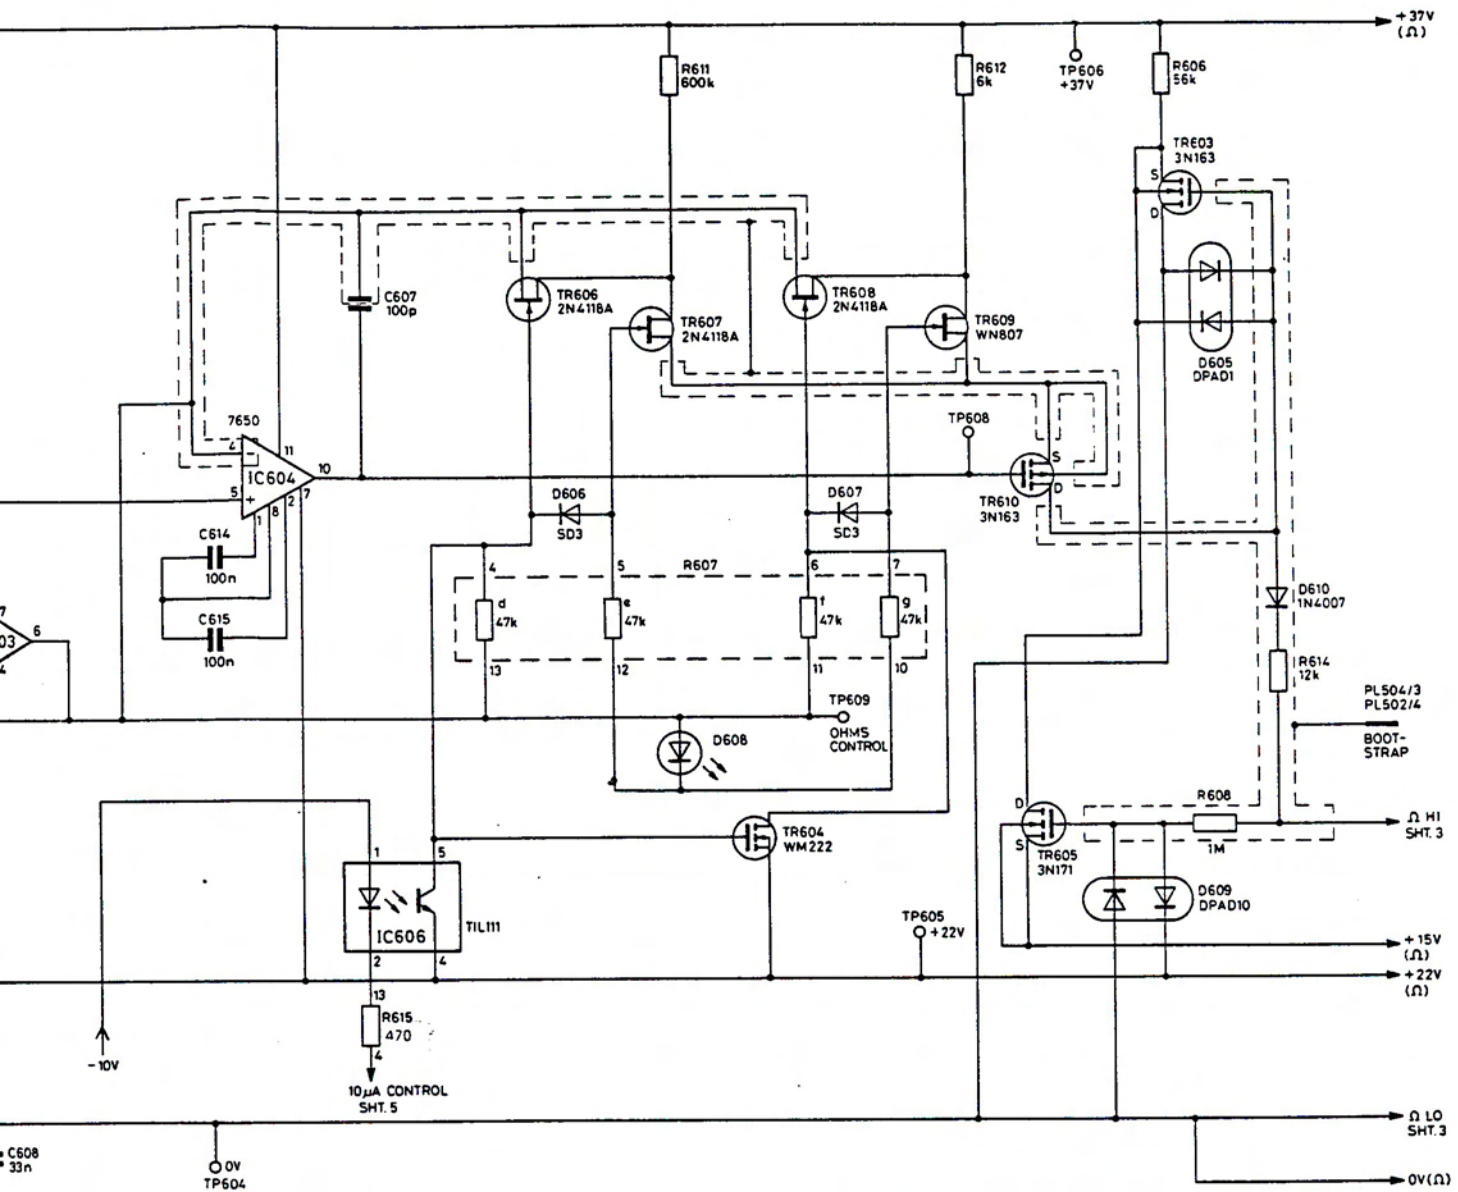 +37V
(Ω)
R611
600k
R612
6k
TP606
+37V
R606
56k
TR603
3N163
S
D
C607
100p
TR606
2N4118A
TR607
2N4118A
TR608
2N4118A
TR609
WN807
D605
DPAD1
7650
4
-
11
IC604
10
5
+
7
2
8
1
TP608
S
D
TR610
3N163
D606
SD3
D607
SD3
C614
100n
C615
100n
R607
4
5
6
7
d
47k
e
47k
f
47k
g
47k
13
12
11
10
D610
1N4007
R614
12k
7
03
6
4
TP609
OHMS
CONTROL
D608
PL504/3
PL502/4
BOOT-
STRAP
R608
1M
Ω HI
SHT. 3
D
S
TR605
3N171
TR604
WM222
D609
DPAD10
1
5
IC606
TIL111
2
4
TP605
+22V
+15V
(Ω)
+22V
(Ω)
13
R615
470
4
-10V
10µA CONTROL
SHT. 5
Ω LO
SHT.3
C608
33n
0V
TP604
0V(Ω)